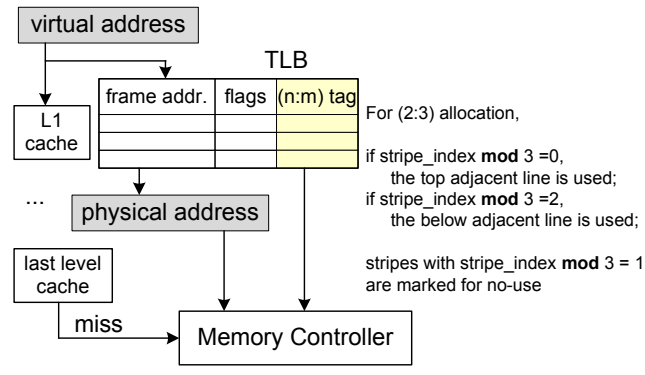 virtual address
TLB
frame addr. flags (n:m) tag
L1
cache
...
physical address
last level
cache
miss
Memory Controller
For (2:3) allocation,
if stripe_index mod 3 =0,
the top adjacent line is used;
if stripe_index mod 3 =2,
the below adjacent line is used;
stripes with stripe_index mod 3 = 1
are marked for no-use